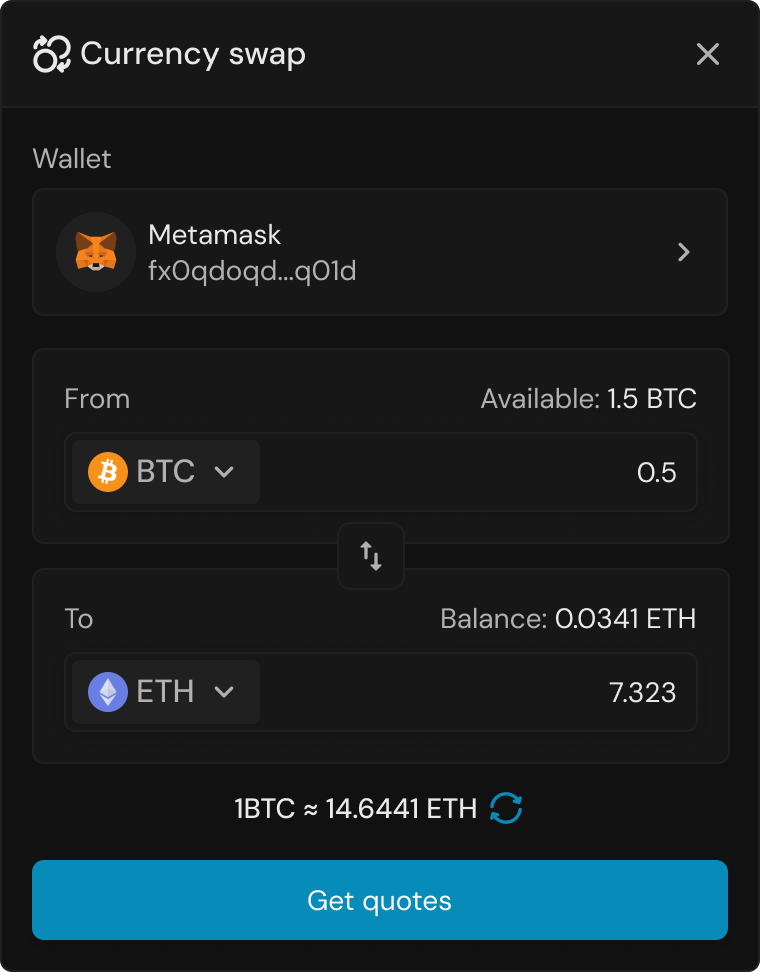 Currency swap
Wallet
Metamask
fx0qdoqd...q01d
From
Available: 1.5 BTC
BTC
0.5
To
Balance: 0.0341 ETH
ETH
7.323
1BTC ≈ 14.6441 ETH
Get quotes